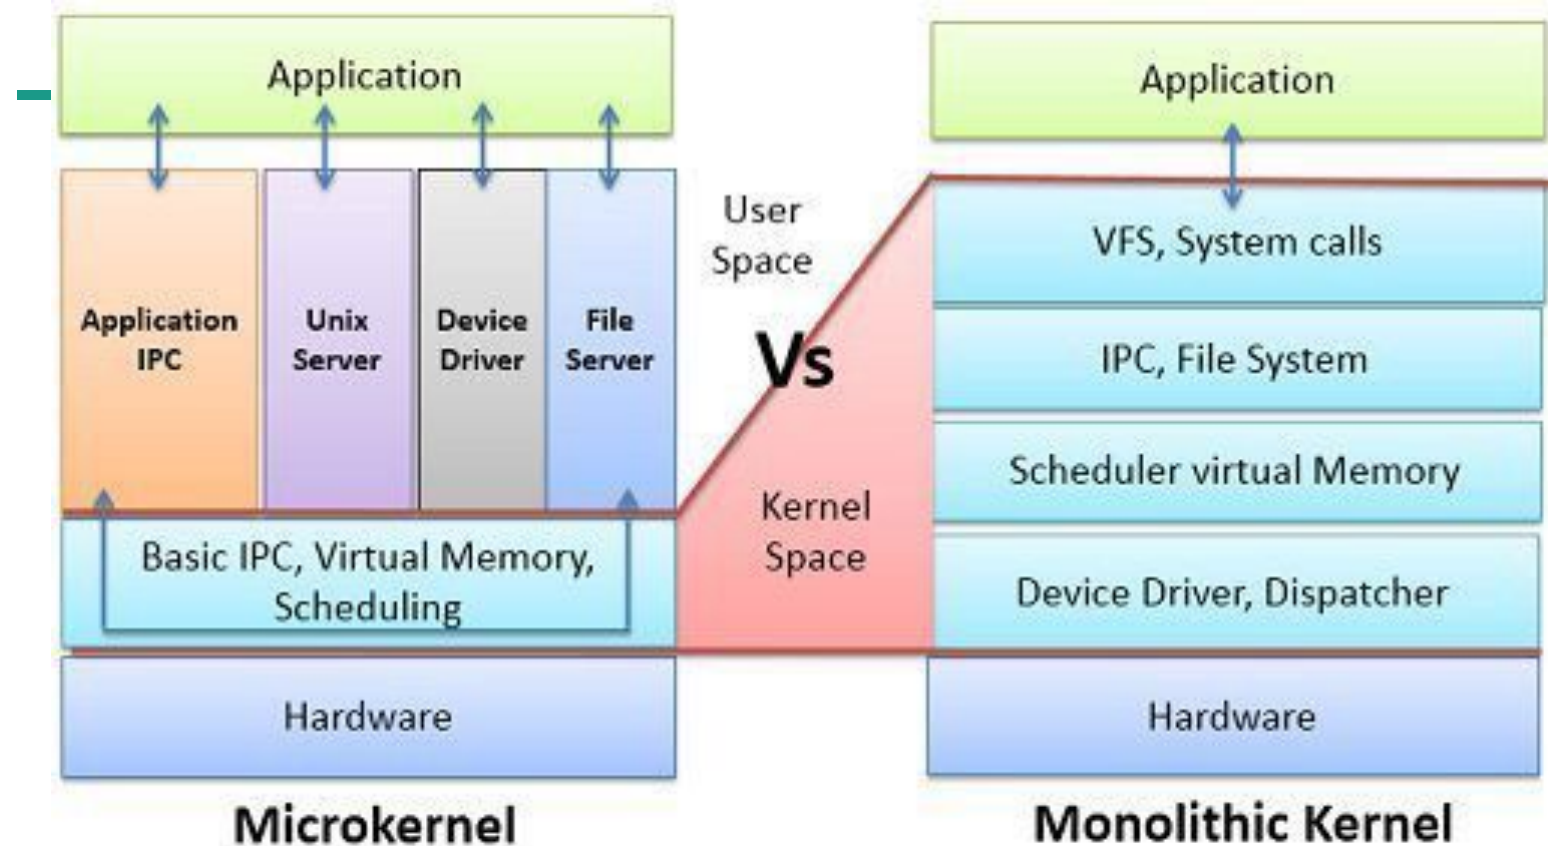 Application
Application
IPC
Unix
Server
Device
Driver
File
Server
Basic IPC, Virtual Memory,
Scheduling
Hardware
Microkernel
User
Space
Vs
Kernel
Space
Application
VFS, System calls
IPC, File System
Scheduler virtual Memory
Device Driver, Dispatcher
Hardware
Monolithic Kernel